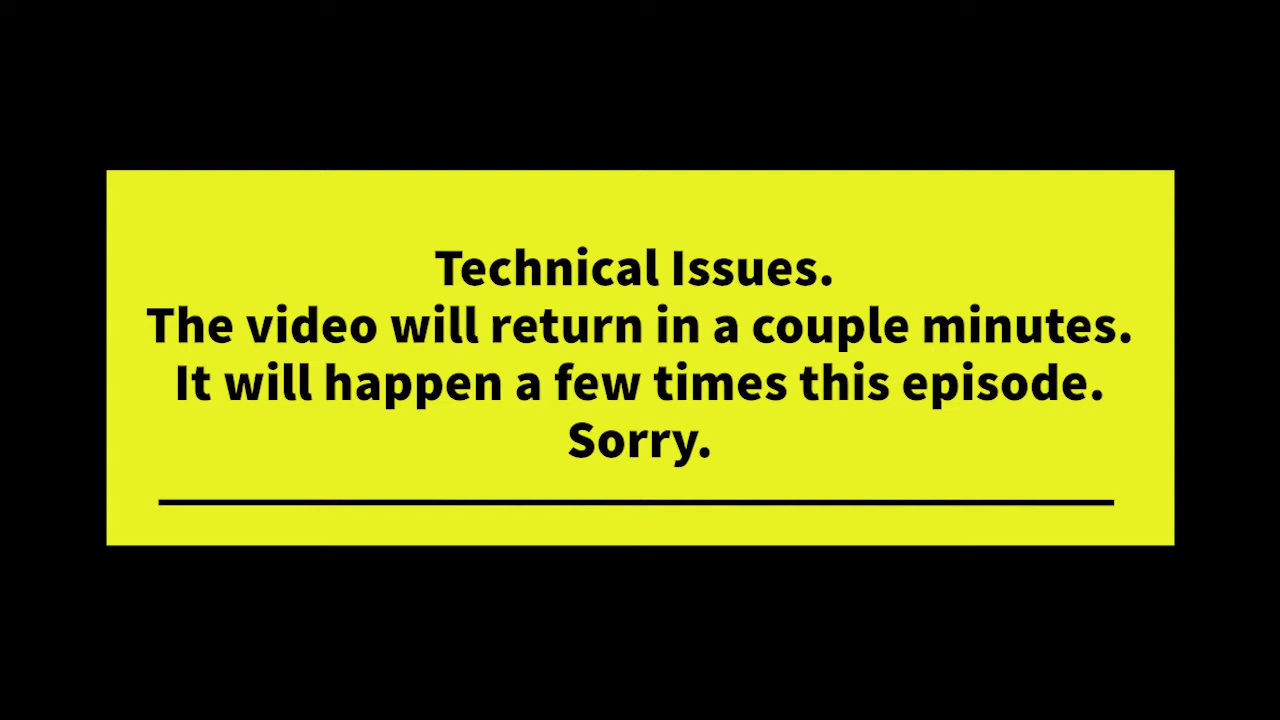 Technical Issues.
The video will return in a couple minutes.
It will happen a few times this episode.
Sorry.